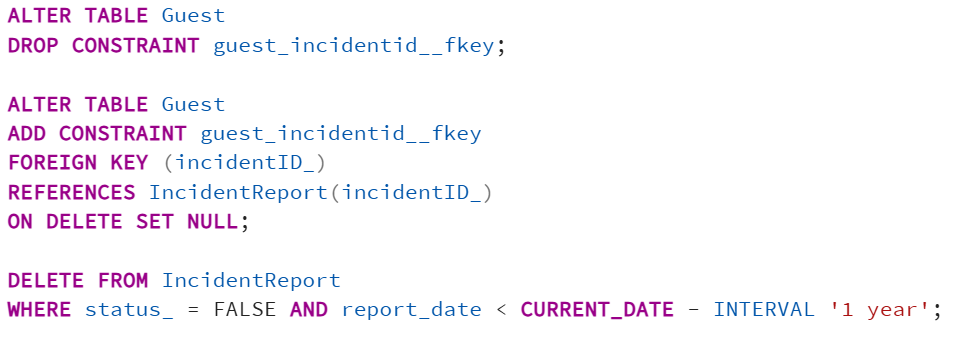 ALTER TABLE Guest
DROP CONSTRAINT guest_incidentid__fkey;
ALTER TABLE Guest
ADD CONSTRAINT guest_incidentid__fkey
FOREIGN KEY (incidentID_)
REFERENCES IncidentReport(incidentID_)
ON DELETE SET NULL;
DELETE FROM IncidentReport
WHERE status_ = FALSE AND report_date < CURRENT_DATE - INTERVAL '1 year';